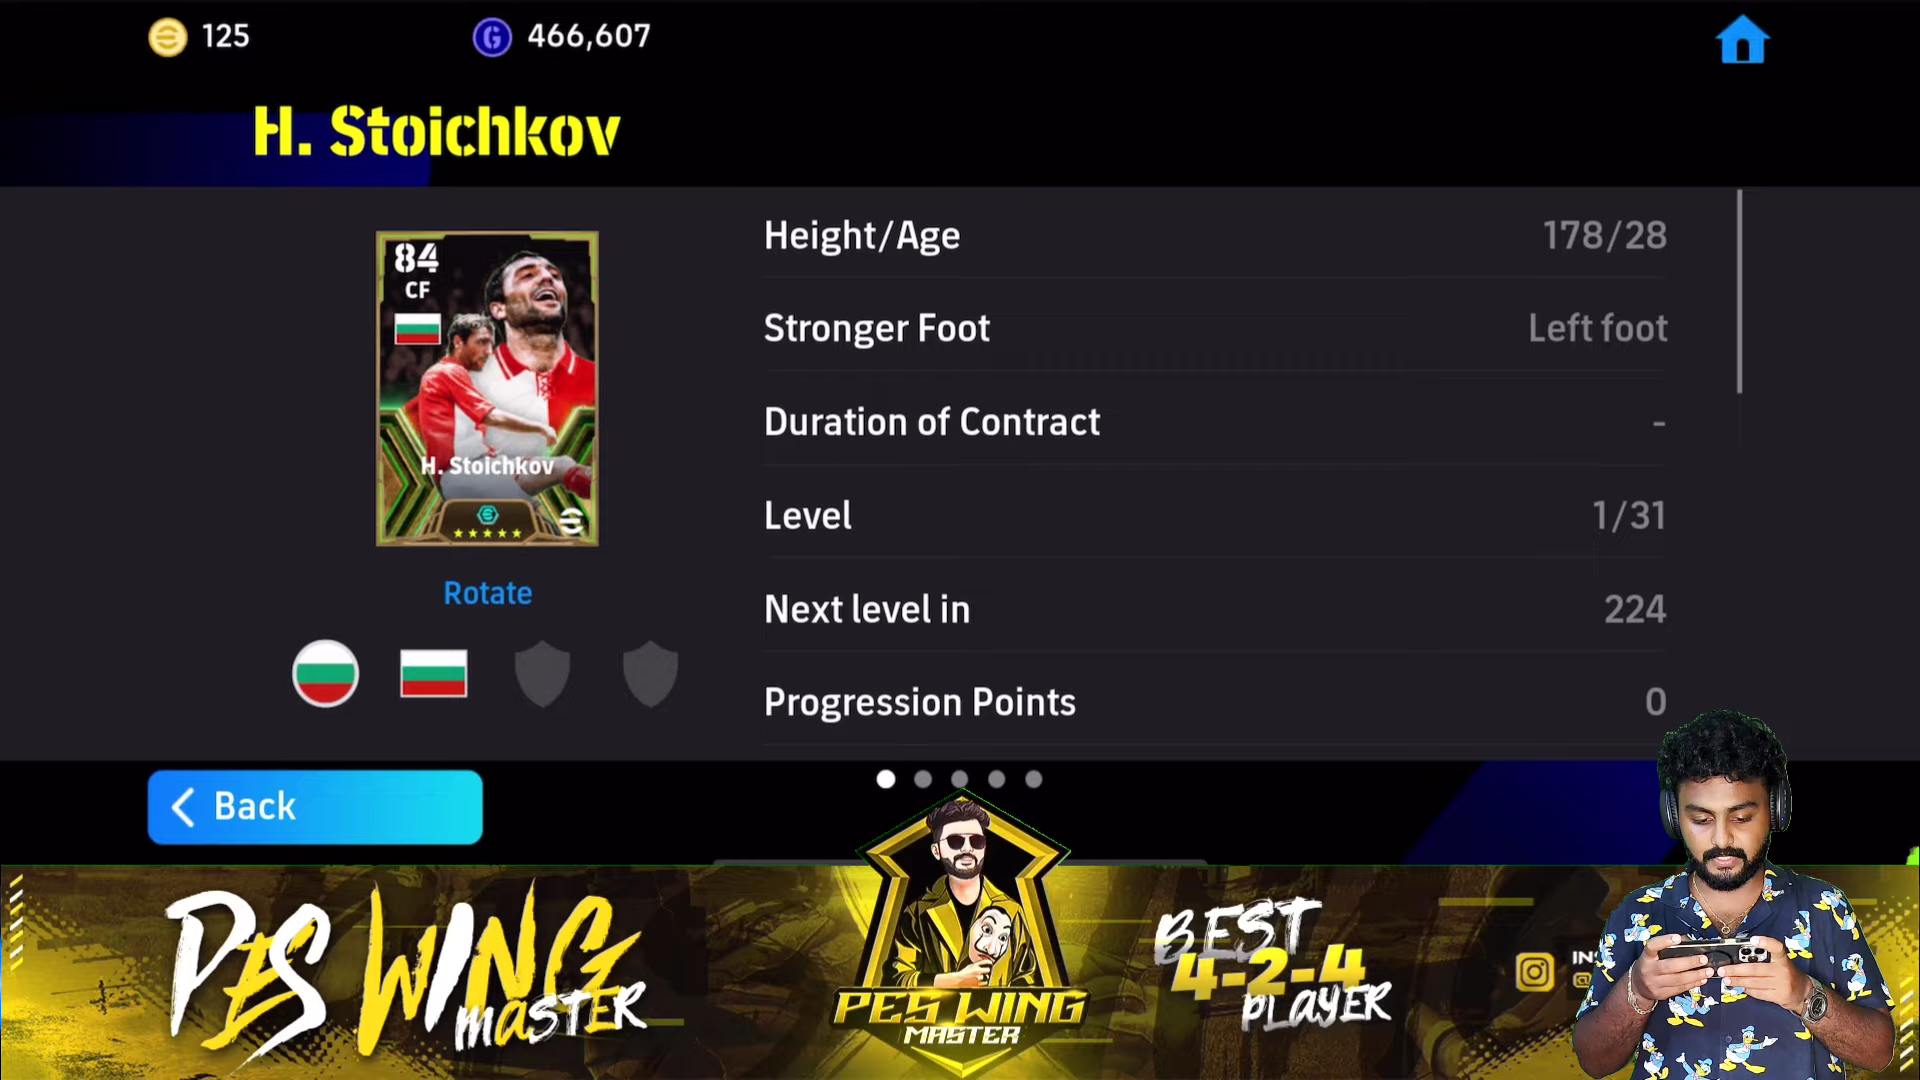 125
466,607
H. Stoichkov
84
CF
H. Stoichkov
Rotate
Height/Age 178/28
Stronger Foot Left foot
Duration of Contract -
Level 1/31
Next level in 224
Progression Points 0
Back
PES WING
MASTER
PES WING
MASTER
BEST
4-2-4
PLAYER